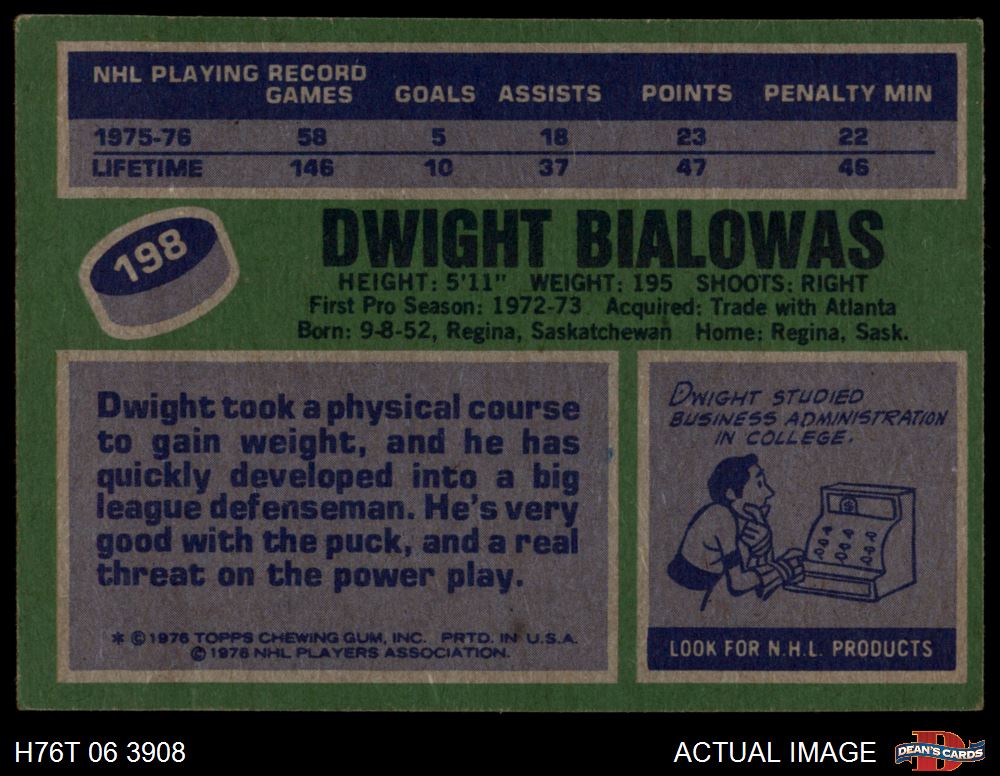 NHL PLAYING RECORD
GAMES GOALS ASSISTS POINTS PENALTY MIN
1975-76 58 5 18 23 22
LIFETIME 146 10 37 47 46
198
DWIGHT BIALOWAS
HEIGHT: 5'11" WEIGHT: 195 SHOOTS: RIGHT
First Pro Season: 1972-73 Acquired: Trade with Atlanta
Born: 9-8-52, Regina, Saskatchewan Home: Regina, Sask.
Dwight took a physical course
to gain weight, and he has
quickly developed into a big
league defenseman. He's very
good with the puck, and a real
threat on the power play.
* © 1976 TOPPS CHEWING GUM, INC. PRTD. IN U.S.A.
© 1976 NHL PLAYERS ASSOCIATION.
DWIGHT STUDIED
BUSINESS ADMINISTRATION
IN COLLEGE.
LOOK FOR N.H.L. PRODUCTS
H76T 06 3908
ACTUAL IMAGE
DEAN'S CARDS